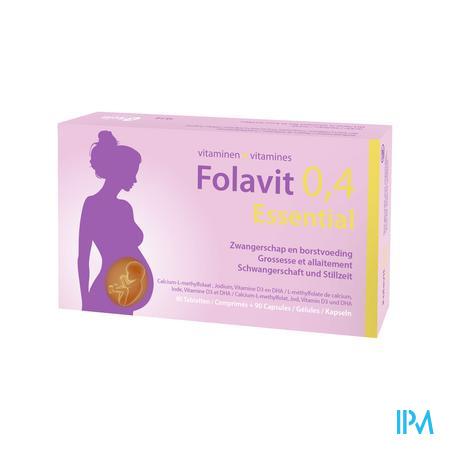 vitaminen • vitamines
Folavit 0,4
Essential
Zwangerschap en borstvoeding
Grossesse et allaitement
Schwangerschaft und Stillzeit
Calcium-L-methylfolaat, Jodium, Vitamine D3 en DHA / L-methylfolate de calcium,
Iode, Vitamine D3 et DHA / Calcium-L-methylfolat, Jod, Vitamin D3 und DHA
90 Tabletten / Comprimés + 90 Capsules / Gélules / Kapseln
IPM